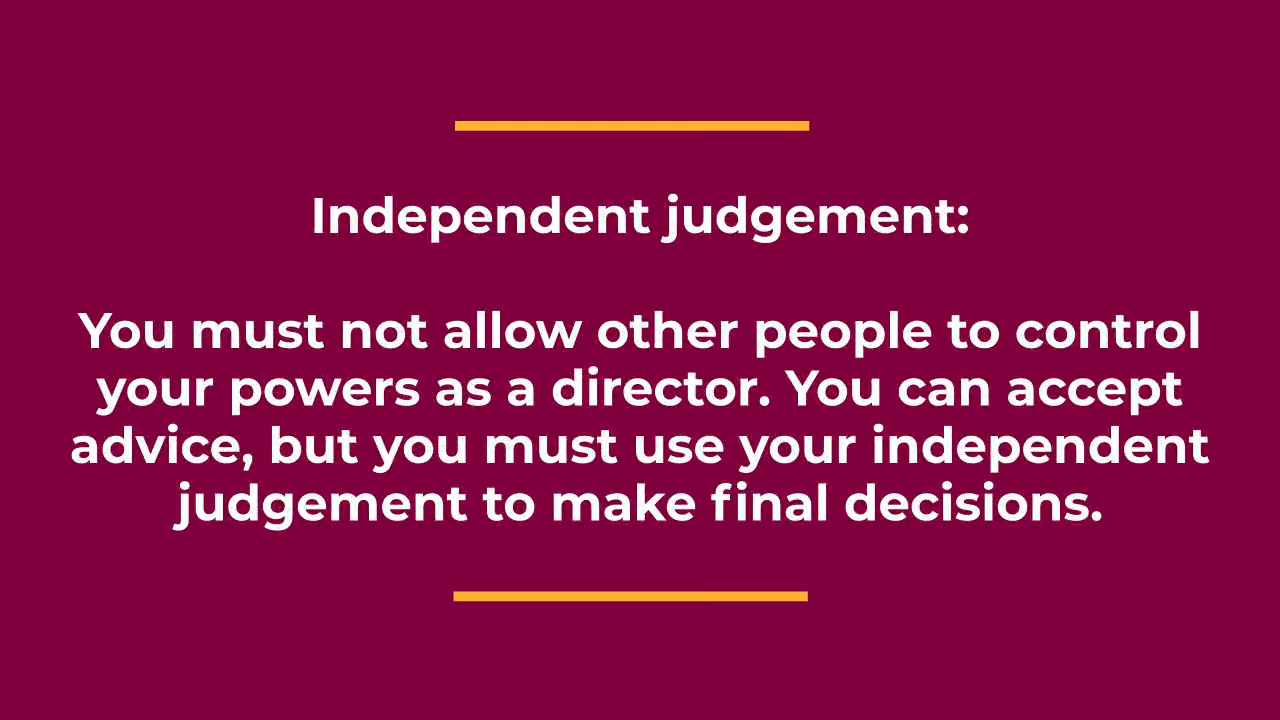 Independent judgement:
You must not allow other people to control
your powers as a director. You can accept
advice, but you must use your independent
judgement to make final decisions.